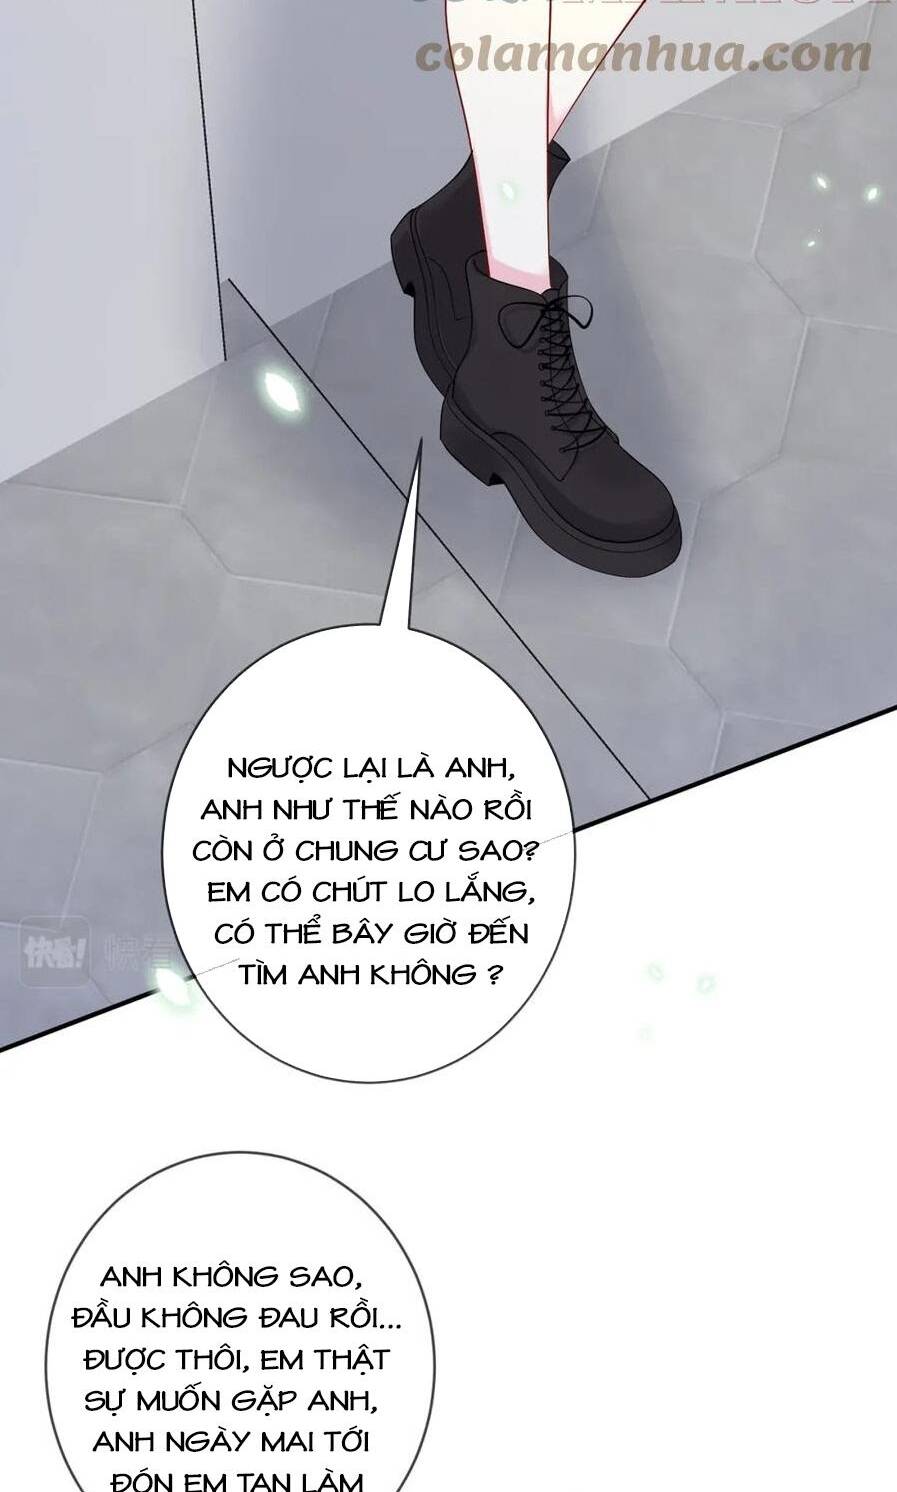 colamanhua.com
NGƯỢC LẠI LÀ ANH,
ANH NHƯ THẾ NÀO RỒI
CÒN Ở CHUNG CƯ SAO?
EM CÓ CHÚT LO LẮNG,
CÓ THỂ BÂY GIỜ ĐẾN
TÌM ANH KHÔNG ?
快看! 快看
ANH KHÔNG SAO,
ĐẦU KHÔNG ĐAU RỒI...
ĐƯỢC THÔI, EM THẬT
SỰ MUỐN GẶP ANH,
ANH NGÀY MAI TỚI
ĐÓN EM TAN LÀM